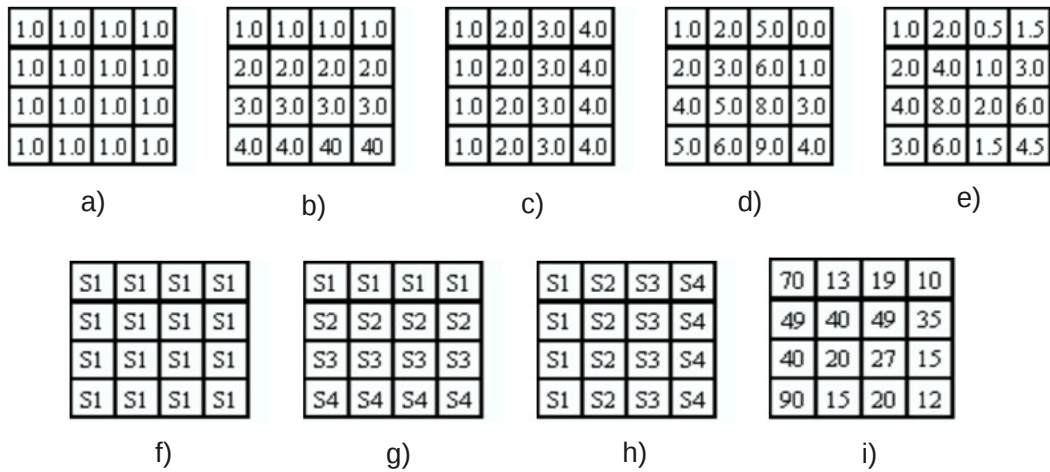 1.0 1.0 1.0 1.0 1.0 1.0 1.0 1.0 1.0 2.0 3.0 4.0 1.0 2.0 5.0 0.0 1.0 2.0 0.5 1.5
1.0 1.0 1.0 1.0 2.0 2.0 2.0 2.0 1.0 2.0 3.0 4.0 2.0 3.0 6.0 1.0 2.0 4.0 1.0 3.0
1.0 1.0 1.0 1.0 3.0 3.0 3.0 3.0 1.0 2.0 3.0 4.0 4.0 5.0 8.0 3.0 4.0 8.0 2.0 6.0
1.0 1.0 1.0 1.0 4.0 4.0 40 40 1.0 2.0 3.0 4.0 5.0 6.0 9.0 4.0 3.0 6.0 1.5 4.5
a) b) c) d) e)
S1 S1 S1 S1 S1 S1 S1 S1 S1 S2 S3 S4 70 13 19 10
S1 S1 S1 S1 S2 S2 S2 S2 S1 S2 S3 S4 49 40 49 35
S1 S1 S1 S1 S3 S3 S3 S3 S1 S2 S3 S4 40 20 27 15
S1 S1 S1 S1 S4 S4 S4 S4 S1 S2 S3 S4 90 15 20 12
f) g) h) i)